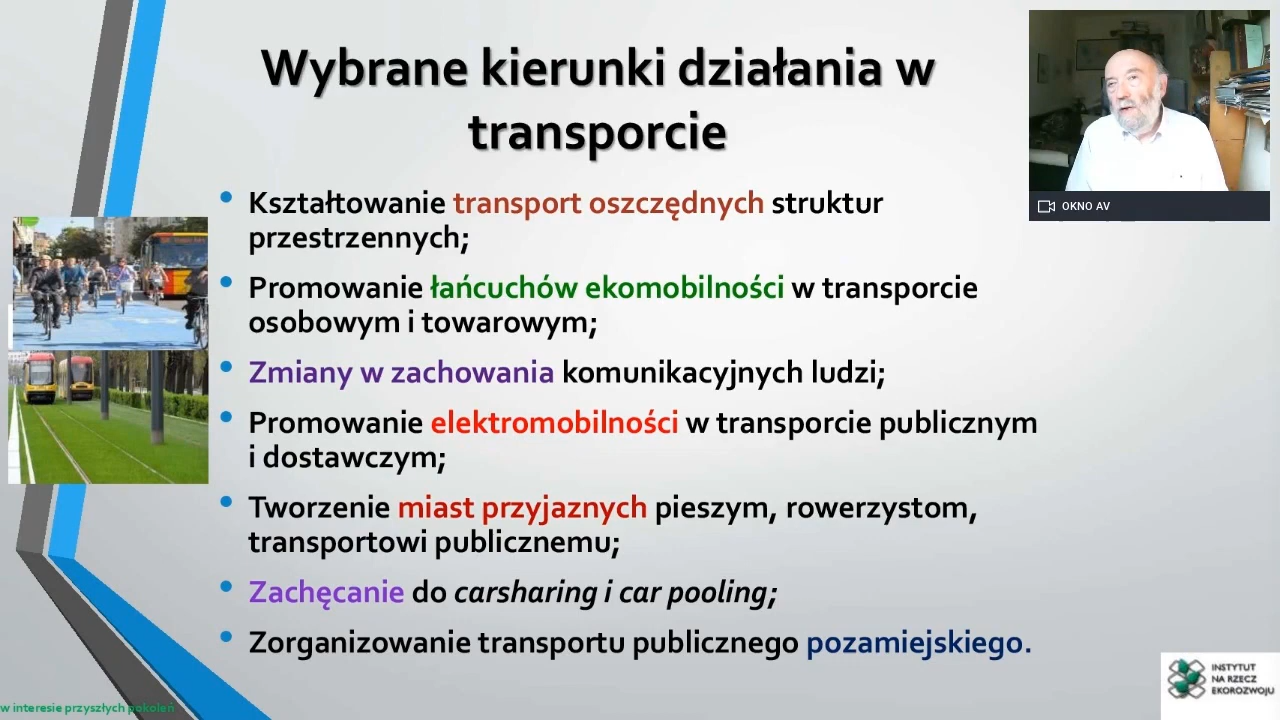 Wybrane kierunki działania w
transporcie
OKNO AV
Kształtowanie transport oszczędnych struktur
przestrzennych;
Promowanie łańcuchów ekomobilności w transporcie
osobowym i towarowym;
Zmiany w zachowania komunikacyjnych ludzi;
Promowanie elektromobilności w transporcie publicznym
i dostawczym;
Tworzenie miast przyjaznych pieszym, rowerzystom,
transportowi publicznemu;
Zachęcanie do carsharing i car pooling;
Zorganizowanie transportu publicznego pozamiejskiego.
INSTYTUT
NA RZECZ
EKOROZWOJU
w interesie przyszłych pokoleń